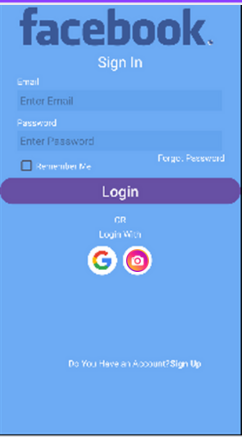 facebook.
Sign In
Email
Enter Email
Password
Enter Password
Remember Me
Forgot Password
Login
OR
Login With
Do You Have an Account?Sign Up